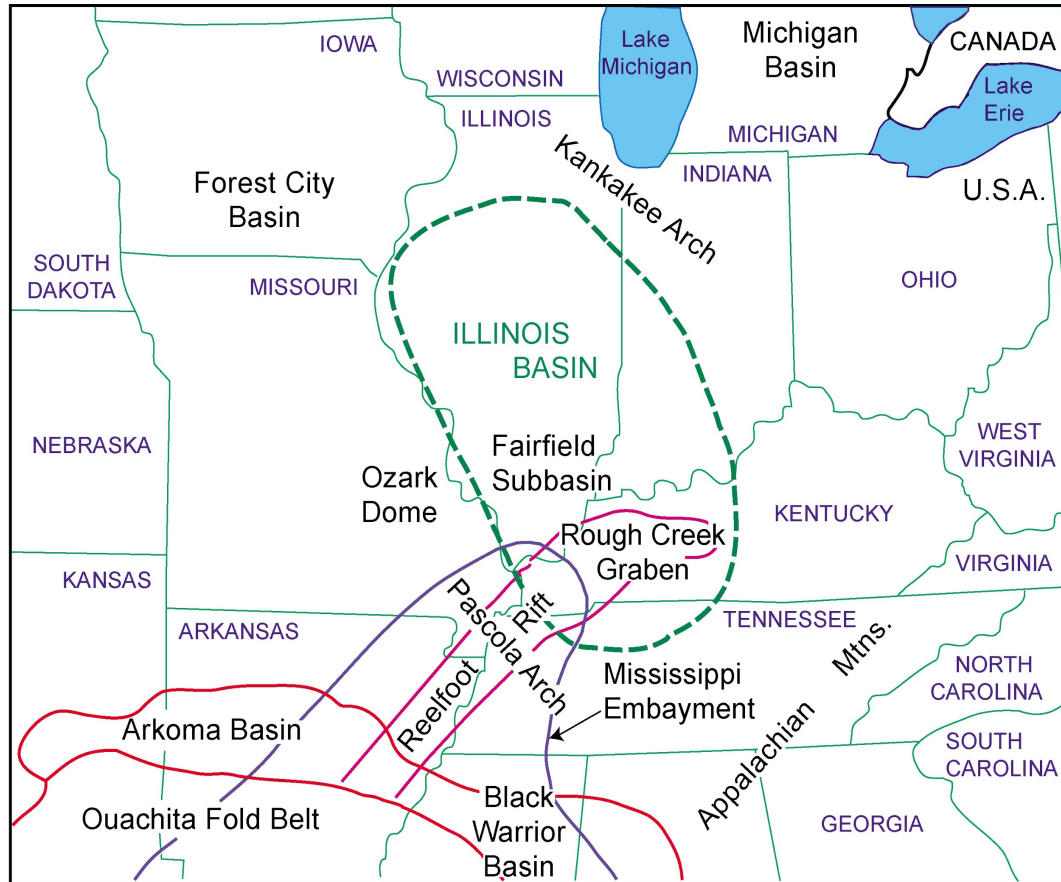 IOWA
WISCONSIN
ILLINOIS
Lake
Michigan
Michigan
Basin
CANADA
Lake
Erie
MICHIGAN
INDIANA
U.S.A.
Kankakee Arch
Forest City
Basin
SOUTH
DAKOTA
MISSOURI
OHIO
ILLINOIS
BASIN
NEBRASKA
Ozark
Dome
Fairfield
Subbasin
WEST
VIRGINIA
KENTUCKY
Rough Creek
Graben
KANSAS
VIRGINIA
ARKANSAS
Pascola Arch
Reelfoot
Rift
TENNESSEE
Mississippi
Embayment
Appalachian Mtns.
NORTH
CAROLINA
SOUTH
CAROLINA
Arkoma Basin
Ouachita Fold Belt
Black
Warrior
Basin
GEORGIA